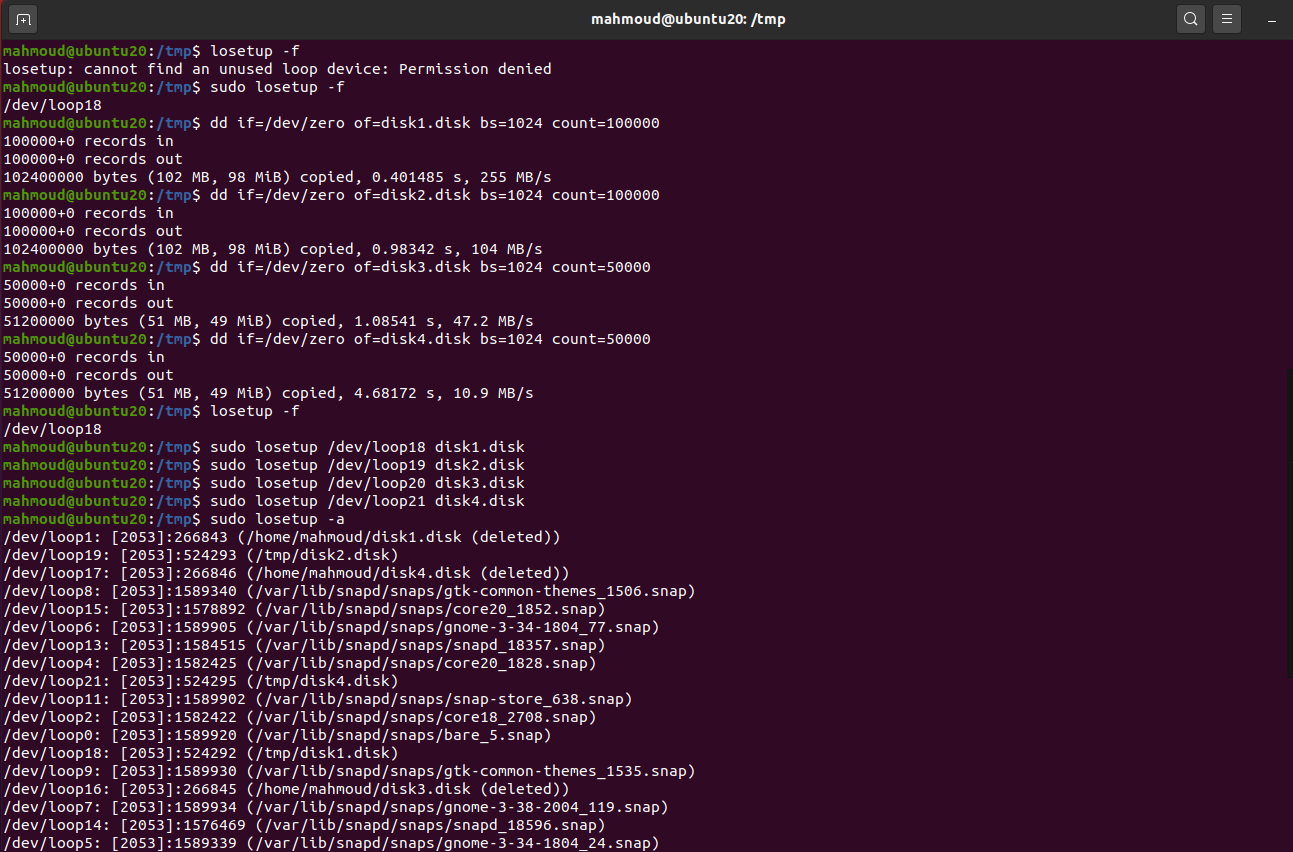 mahmoud@ubuntu20: /tmp
mahmoud@ubuntu20:/tmp$ losetup -f
losetup: cannot find an unused loop device: Permission denied
mahmoud@ubuntu20:/tmp$ sudo losetup -f
/dev/loop18
mahmoud@ubuntu20:/tmp$ dd if=/dev/zero of=disk1.disk bs=1024 count=100000
100000+0 records in
100000+0 records out
102400000 bytes (102 MB, 98 MiB) copied, 0.401485 s, 255 MB/s
mahmoud@ubuntu20:/tmp$ dd if=/dev/zero of=disk2.disk bs=1024 count=100000
100000+0 records in
100000+0 records out
102400000 bytes (102 MB, 98 MiB) copied, 0.98342 s, 104 MB/s
mahmoud@ubuntu20:/tmp$ dd if=/dev/zero of=disk3.disk bs=1024 count=50000
50000+0 records in
50000+0 records out
51200000 bytes (51 MB, 49 MiB) copied, 1.08541 s, 47.2 MB/s
mahmoud@ubuntu20:/tmp$ dd if=/dev/zero of=disk4.disk bs=1024 count=50000
50000+0 records in
50000+0 records out
51200000 bytes (51 MB, 49 MiB) copied, 4.68172 s, 10.9 MB/s
mahmoud@ubuntu20:/tmp$ losetup -f
/dev/loop18
mahmoud@ubuntu20:/tmp$ sudo losetup /dev/loop18 disk1.disk
mahmoud@ubuntu20:/tmp$ sudo losetup /dev/loop19 disk2.disk
mahmoud@ubuntu20:/tmp$ sudo losetup /dev/loop20 disk3.disk
mahmoud@ubuntu20:/tmp$ sudo losetup /dev/loop21 disk4.disk
mahmoud@ubuntu20:/tmp$ sudo losetup -a
/dev/loop1: [2053]:266843 (/home/mahmoud/disk1.disk (deleted))
/dev/loop19: [2053]:524293 (/tmp/disk2.disk)
/dev/loop17: [2053]:266846 (/home/mahmoud/disk4.disk (deleted))
/dev/loop8: [2053]:1589340 (/var/lib/snapd/snaps/gtk-common-themes_1506.snap)
/dev/loop15: [2053]:1578892 (/var/lib/snapd/snaps/core20_1852.snap)
/dev/loop6: [2053]:1589905 (/var/lib/snapd/snaps/gnome-3-34-1804_77.snap)
/dev/loop13: [2053]:1584515 (/var/lib/snapd/snaps/snapd_18357.snap)
/dev/loop4: [2053]:1582425 (/var/lib/snapd/snaps/core20_1828.snap)
/dev/loop21: [2053]:524295 (/tmp/disk4.disk)
/dev/loop11: [2053]:1589902 (/var/lib/snapd/snaps/snap-store_638.snap)
/dev/loop2: [2053]:1582422 (/var/lib/snapd/snaps/core18_2708.snap)
/dev/loop0: [2053]:1589920 (/var/lib/snapd/snaps/bare_5.snap)
/dev/loop18: [2053]:524292 (/tmp/disk1.disk)
/dev/loop9: [2053]:1589930 (/var/lib/snapd/snaps/gtk-common-themes_1535.snap)
/dev/loop16: [2053]:266845 (/home/mahmoud/disk3.disk (deleted))
/dev/loop7: [2053]:1589934 (/var/lib/snapd/snaps/gnome-3-38-2004_119.snap)
/dev/loop14: [2053]:1576469 (/var/lib/snapd/snaps/snapd_18596.snap)
/dev/loop5: [2053]:1589339 (/var/lib/snapd/snaps/gnome-3-34-1804_24.snap)